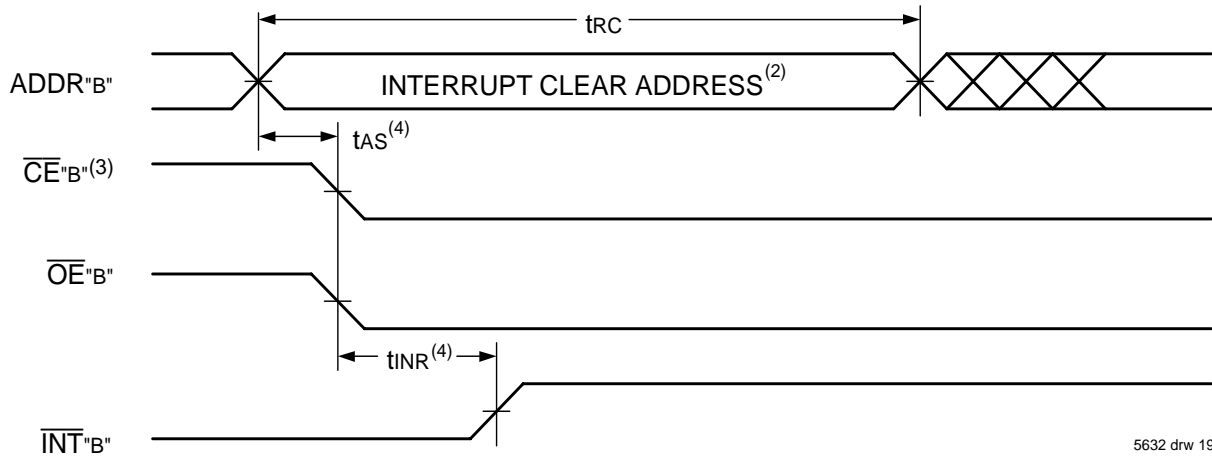 tRC
ADDR"B"
INTERRUPT CLEAR ADDRESS(2)
tAS(4)
CE"B"(3)
OE"B"
tINR(4)
INT"B"
5632 drw 19